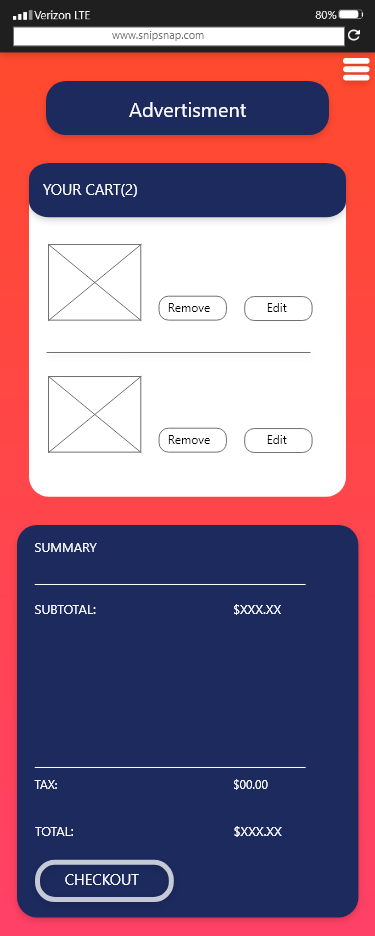 Verizon LTE 80%
www.snipsnap.com
Advertisment
YOUR CART(2)
Remove Edit
Remove Edit
SUMMARY
SUBTOTAL: $XXX.XX
TAX: $00.00
TOTAL: $XXX.XX
CHECKOUT